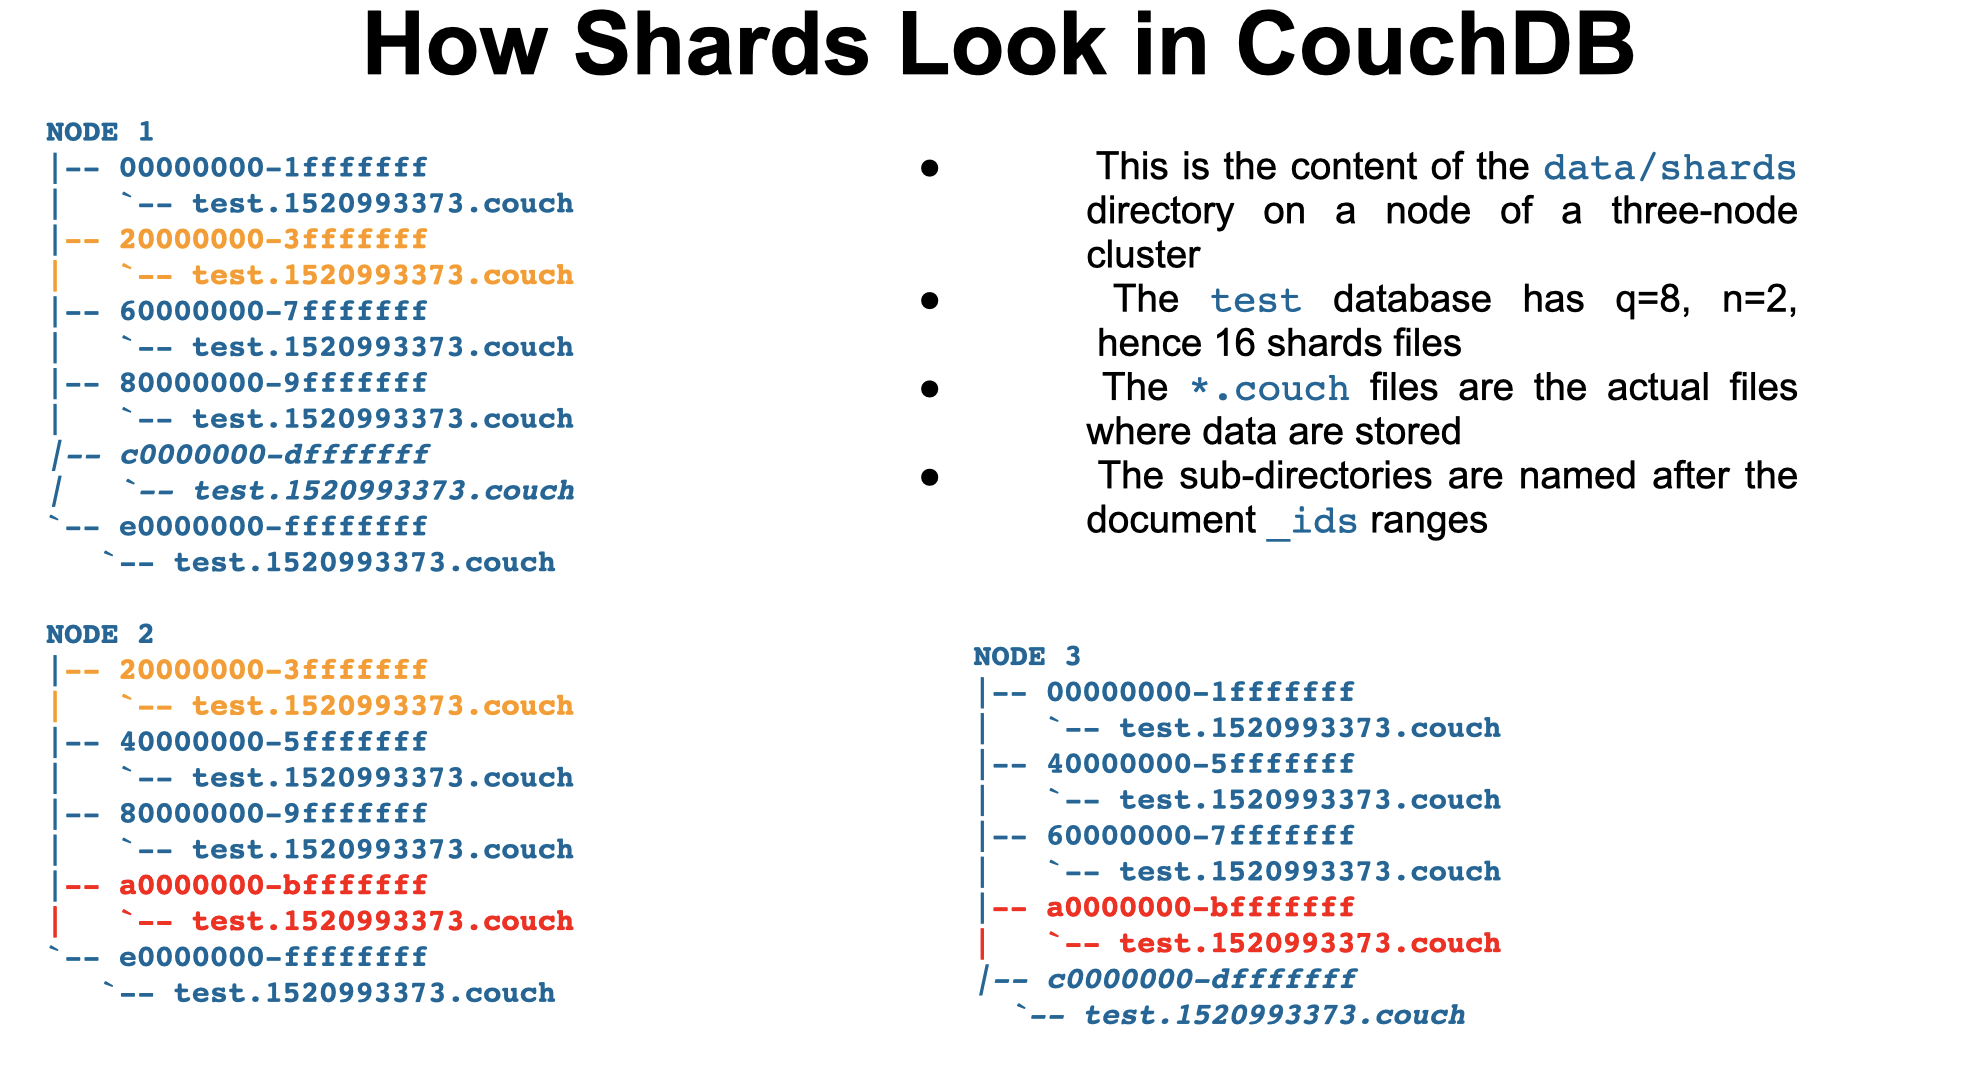 How Shards Look in CouchDB
NODE 1
|-- 00000000-1fffffff
|   `-- test.1520993373.couch
|-- 20000000-3fffffff
|   `-- test.1520993373.couch
|-- 60000000-7fffffff
|   `-- test.1520993373.couch
|-- 80000000-9fffffff
|   `-- test.1520993373.couch
|-- c0000000-dfffffff
|   `-- test.1520993373.couch
`-- e0000000-ffffffff
   `-- test.1520993373.couch
● This is the content of the data/shards
directory on a node of a three-node
cluster
● The test database has q=8, n=2,
hence 16 shards files
● The *.couch files are the actual files
where data are stored
● The sub-directories are named after the
document _ids ranges
NODE 2
|-- 20000000-3fffffff
|   `-- test.1520993373.couch
|-- 40000000-5fffffff
|   `-- test.1520993373.couch
|-- 80000000-9fffffff
|   `-- test.1520993373.couch
|-- a0000000-bfffffff
|   `-- test.1520993373.couch
`-- e0000000-ffffffff
   `-- test.1520993373.couch
NODE 3
|-- 00000000-1fffffff
|   `-- test.1520993373.couch
|-- 40000000-5fffffff
|   `-- test.1520993373.couch
|-- 60000000-7fffffff
|   `-- test.1520993373.couch
|-- a0000000-bfffffff
|   `-- test.1520993373.couch
|-- c0000000-dfffffff
  `-- test.1520993373.couch